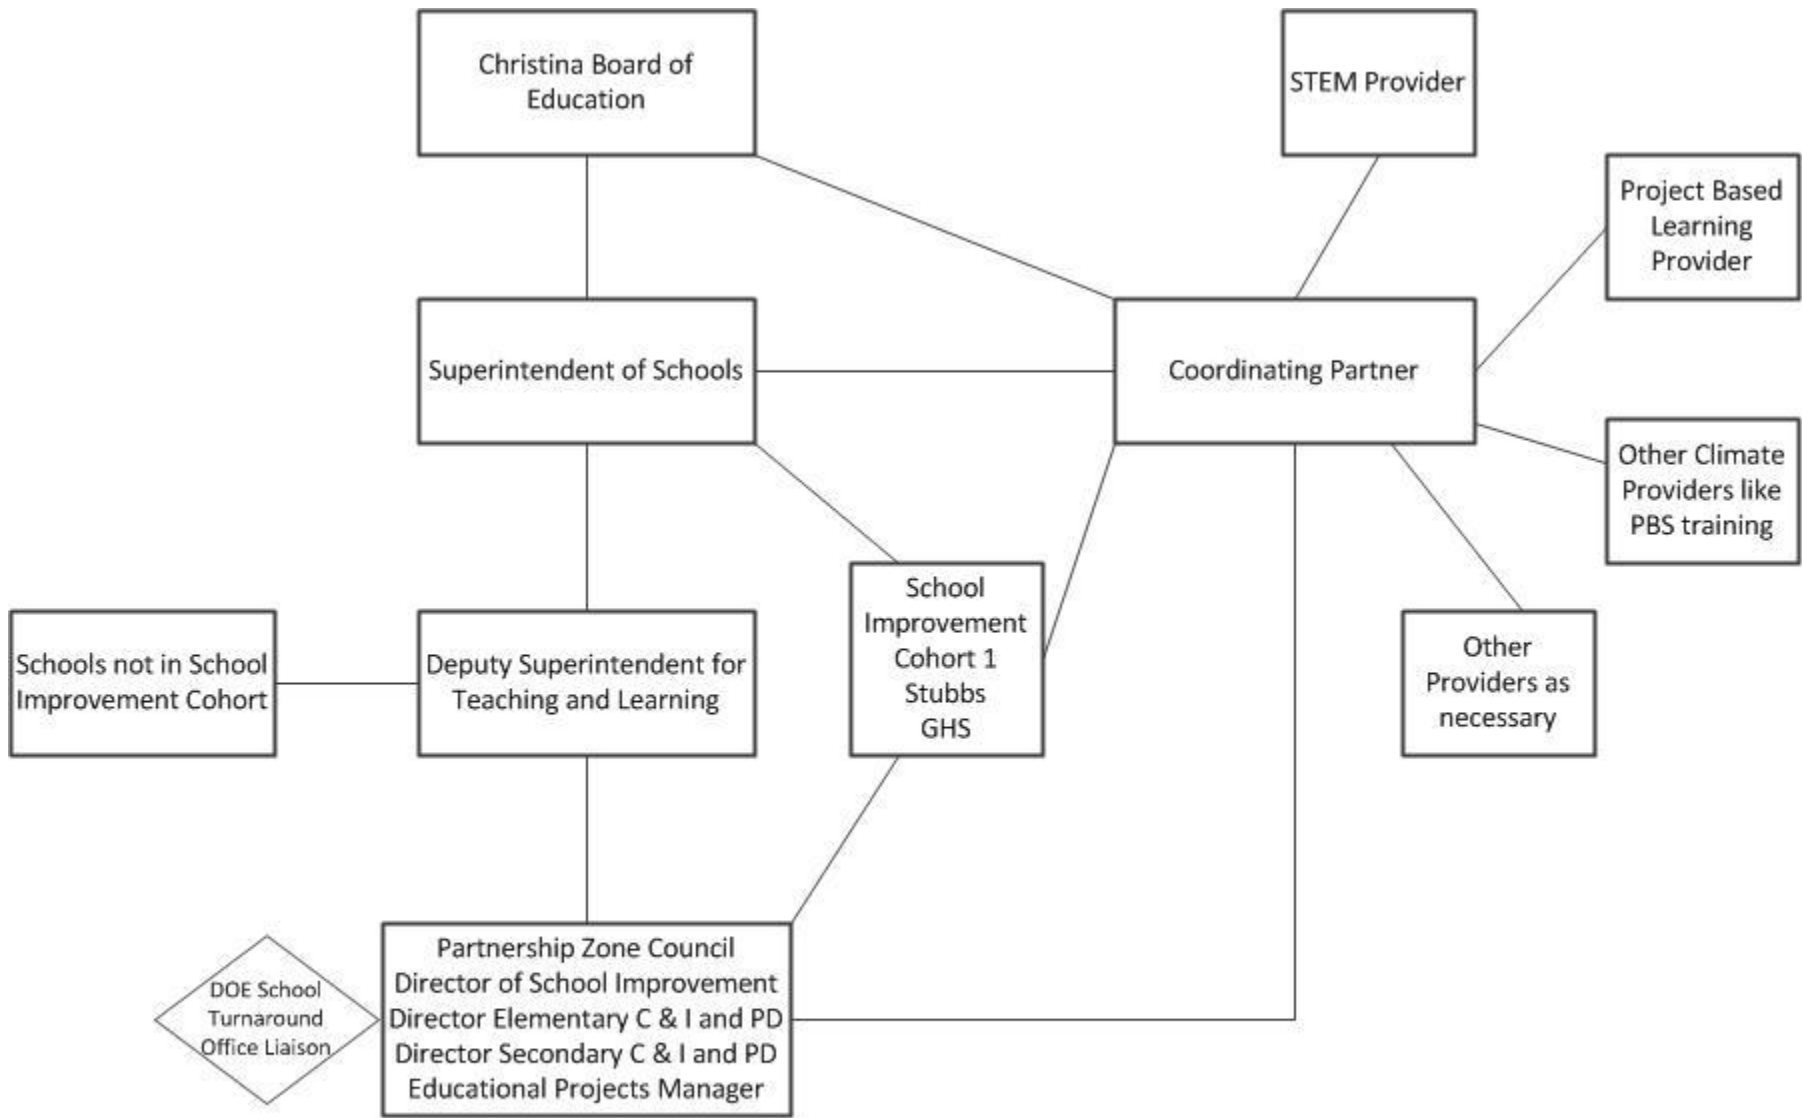 Christina Board of
Education
STEM Provider
Project Based
Learning
Provider
Superintendent of Schools
Coordinating Partner
Other Climate
Providers like
PBS training
School
Improvement
Cohort 1
Stubbs
GHS
Schools not in School
Improvement Cohort
Deputy Superintendent for
Teaching and Learning
Other
Providers as
necessary
DOE School
Turnaround
Office Liaison
Partnership Zone Council
Director of School Improvement
Director Elementary C & I and PD
Director Secondary C & I and PD
Educational Projects Manager